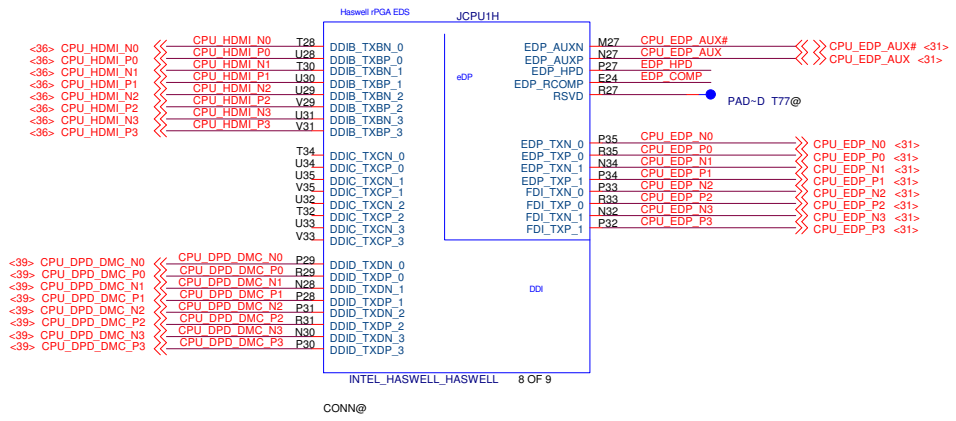 Haswell rPGA EDS
JCPU1H
<36> CPU_HDMI_N0 CPU_HDMI_N0 T28 DDIB_TXBN_0
<36> CPU_HDMI_P0 CPU_HDMI_P0 U28 DDIB_TXBP_0
<36> CPU_HDMI_N1 CPU_HDMI_N1 T30 DDIB_TXBN_1
<36> CPU_HDMI_P1 CPU_HDMI_P1 U30 DDIB_TXBP_1
<36> CPU_HDMI_N2 CPU_HDMI_N2 U29 DDIB_TXBN_2
<36> CPU_HDMI_P2 CPU_HDMI_P2 V29 DDIB_TXBP_2
<36> CPU_HDMI_N3 CPU_HDMI_N3 U31 DDIB_TXBN_3
<36> CPU_HDMI_P3 CPU_HDMI_P3 V31 DDIB_TXBP_3
T34 DDIC_TXCN_0
U34 DDIC_TXCP_0
U35 DDIC_TXCN_1
V35 DDIC_TXCP_1
U32 DDIC_TXCN_2
T32 DDIC_TXCP_2
U33 DDIC_TXCN_3
V33 DDIC_TXCP_3
<39> CPU_DPD_DMC_N0 CPU_DPD_DMC_N0 P29 DDID_TXDN_0
<39> CPU_DPD_DMC_P0 CPU_DPD_DMC_P0 R29 DDID_TXDP_0
<39> CPU_DPD_DMC_N1 CPU_DPD_DMC_N1 N28 DDID_TXDN_1
<39> CPU_DPD_DMC_P1 CPU_DPD_DMC_P1 P28 DDID_TXDP_1
<39> CPU_DPD_DMC_N2 CPU_DPD_DMC_N2 P31 DDID_TXDN_2
<39> CPU_DPD_DMC_P2 CPU_DPD_DMC_P2 R31 DDID_TXDP_2
<39> CPU_DPD_DMC_N3 CPU_DPD_DMC_N3 N30 DDID_TXDN_3
<39> CPU_DPD_DMC_P3 CPU_DPD_DMC_P3 P30 DDID_TXDP_3
eDP
EDP_AUXN M27 CPU_EDP_AUX# CPU_EDP_AUX# <31>
EDP_AUXP N27 CPU_EDP_AUX CPU_EDP_AUX <31>
EDP_HPD P27 EDP_HPD
EDP_RCOMP E24 EDP_COMP
RSVD R27
PAD~D T77@
EDP_TXN_0 P35 CPU_EDP_N0 CPU_EDP_N0 <31>
EDP_TXP_0 R35 CPU_EDP_P0 CPU_EDP_P0 <31>
EDP_TXN_1 N34 CPU_EDP_N1 CPU_EDP_N1 <31>
EDP_TXP_1 P34 CPU_EDP_P1 CPU_EDP_P1 <31>
FDI_TXN_0 P33 CPU_EDP_N2 CPU_EDP_N2 <31>
FDI_TXP_0 R33 CPU_EDP_P2 CPU_EDP_P2 <31>
FDI_TXN_1 N32 CPU_EDP_N3 CPU_EDP_N3 <31>
FDI_TXP_1 P32 CPU_EDP_P3 CPU_EDP_P3 <31>
DDI
INTEL_HASWELL_HASWELL 8 OF 9
CONN@